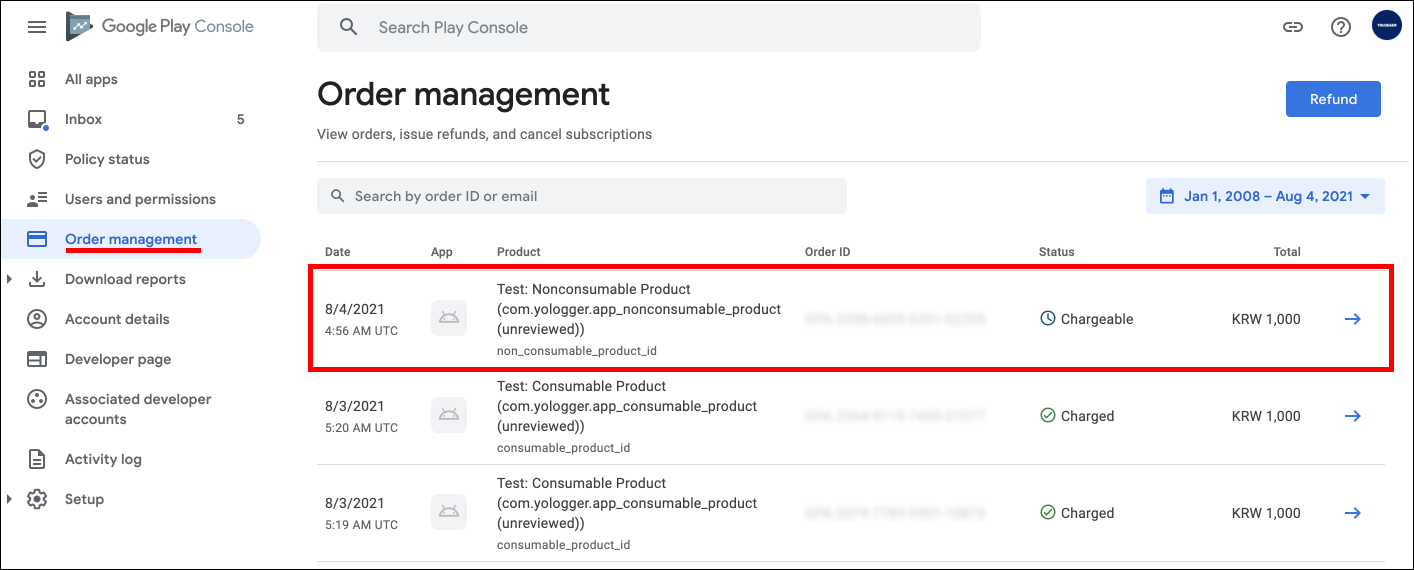 Google Play Console
Search Play Console
YOLOGGER
All apps
Inbox 5
Policy status
Users and permissions
Order management
Download reports
Account details
Developer page
Associated developer
accounts
Activity log
Setup
Order management
Refund
View orders, issue refunds, and cancel subscriptions
Search by order ID or email
Jan 1, 2008 – Aug 4, 2021
Date App Product Order ID Status Total
8/4/2021
4:56 AM UTC
Test: Nonconsumable Product
(com.yologger.app_nonconsumable_product
(unreviewed))
non_consumable_product_id
Chargeable
KRW 1,000
8/3/2021
5:20 AM UTC
Test: Consumable Product
(com.yologger.app_consumable_product
(unreviewed))
consumable_product_id
Charged
KRW 1,000
8/3/2021
5:19 AM UTC
Test: Consumable Product
(com.yologger.app_consumable_product
(unreviewed))
consumable_product_id
Charged
KRW 1,000